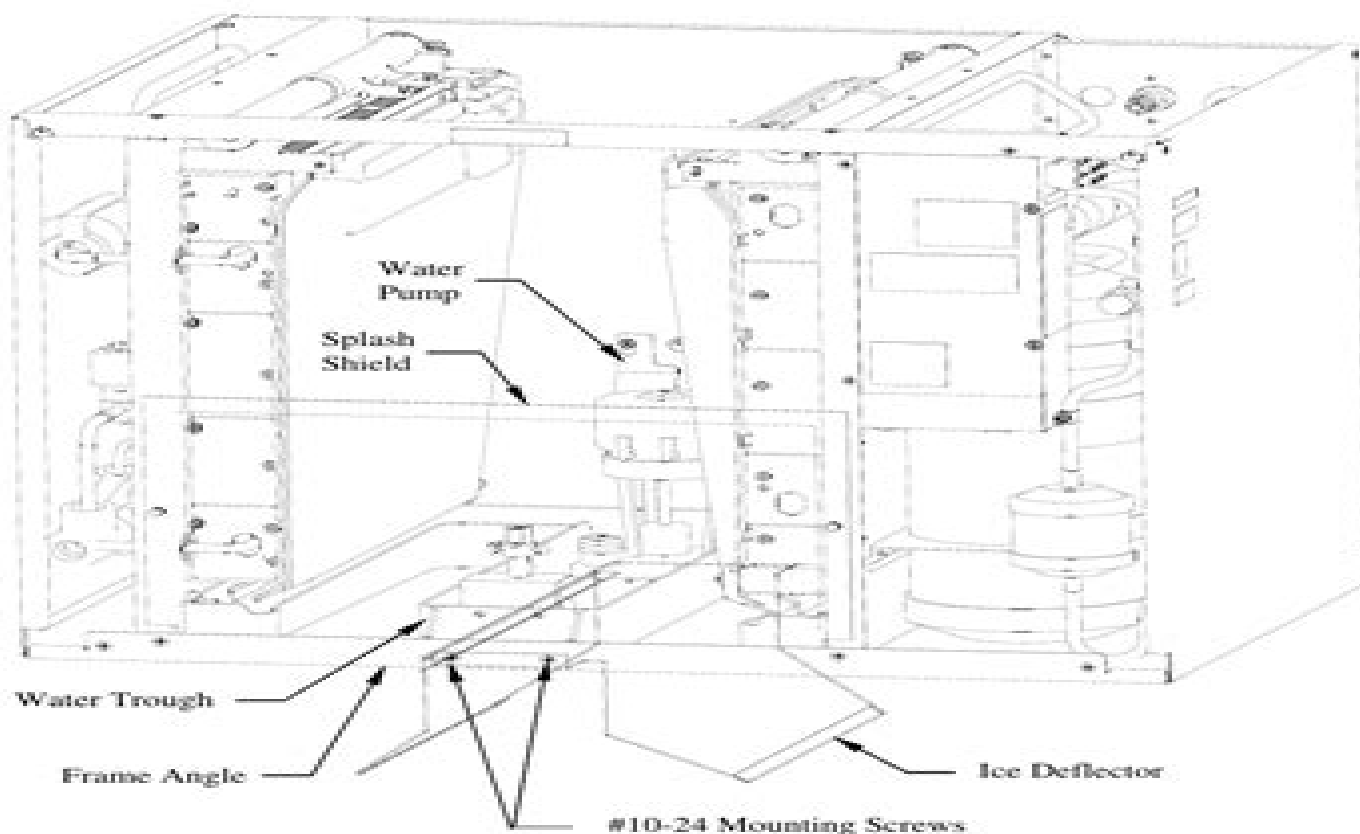 Water
Pump
Splash
Shield
Water Trough
Frame Angle
Ice Deflector
#10-24 Mounting Screws